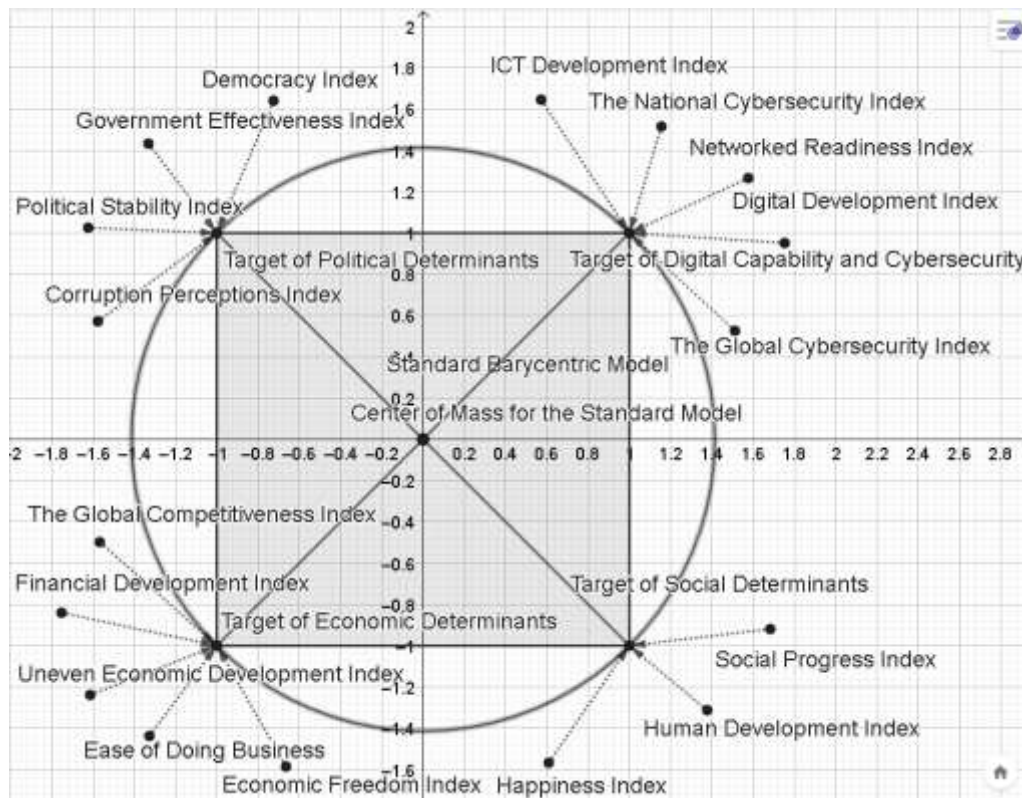 2
1.8
ICT Development Index
Democracy Index
1.6
The National Cybersecurity Index
Government Effectiveness Index
1.4
Networked Readiness Index
1.2
Digital Development Index
Political Stability Index
1
Target of Political Determinants
Target of Digital Capability and Cybersecurity
0.8
Corruption Perceptions Index
0.6
The Global Cybersecurity Index
0.4
Standard Barycentric Model
0.2
Center of Mass for the Standard Model
2 −1.8 −1.6 −1.4 −1.2 −1 −0.8 −0.6 −0.4 −0.2 0 0.2 0.4 0.6 0.8 1 1.2 1.4 1.6 1.8 2 2.2 2.4 2.6 2.8
−0.2
The Global Competitiveness Index
−0.4
−0.6
Financial Development Index
Target of Social Determinants
−0.8
Target of Economic Determinants
−1
Social Progress Index
Uneven Economic Development Index
−1.2
Human Development Index
−1.4
Ease of Doing Business
−1.6
Economic Freedom Index
Happiness Index